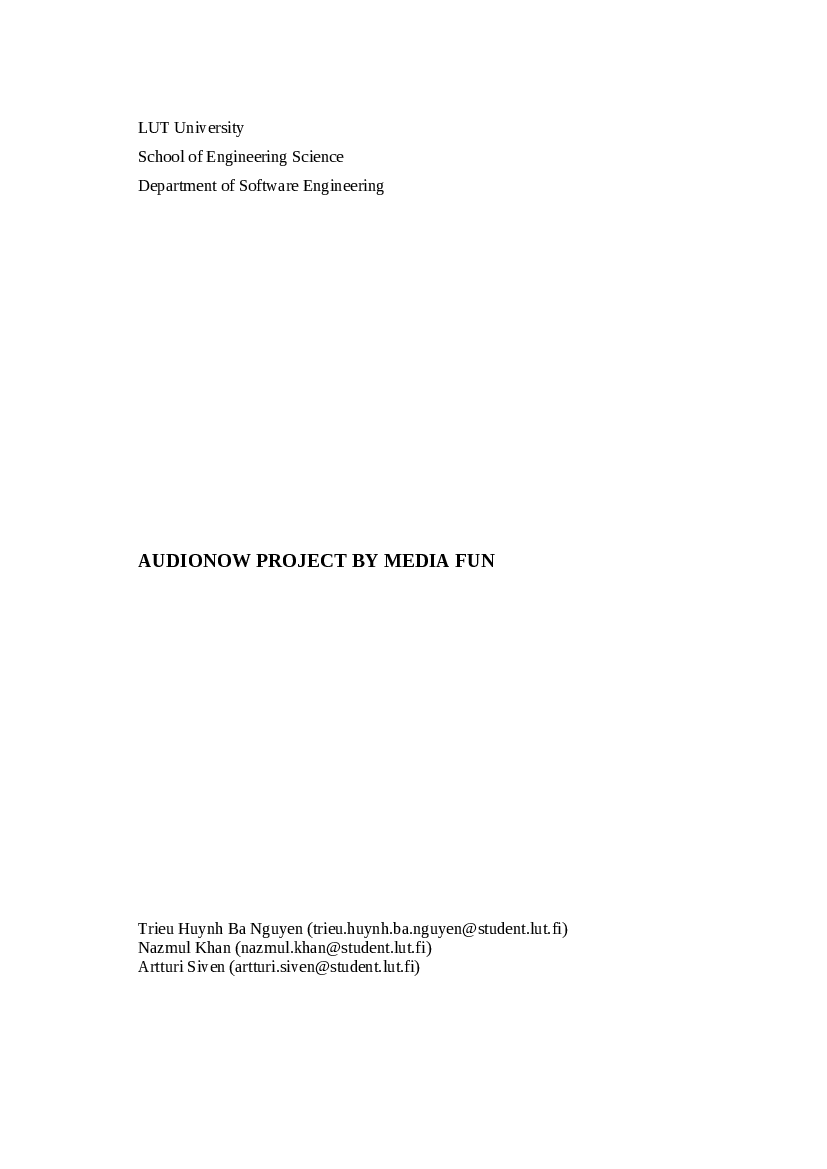 LUT University
School of Engineering Science
Department of Software Engineering
AUDIONOW PROJECT BY MEDIA FUN
Trieu Huynh Ba Nguyen (trieu.huynh.ba.nguyen@student.lut.fi)
Nazmul Khan (nazmul.khan@student.lut.fi)
Artturi Siven (artturi.siven@student.lut.fi)